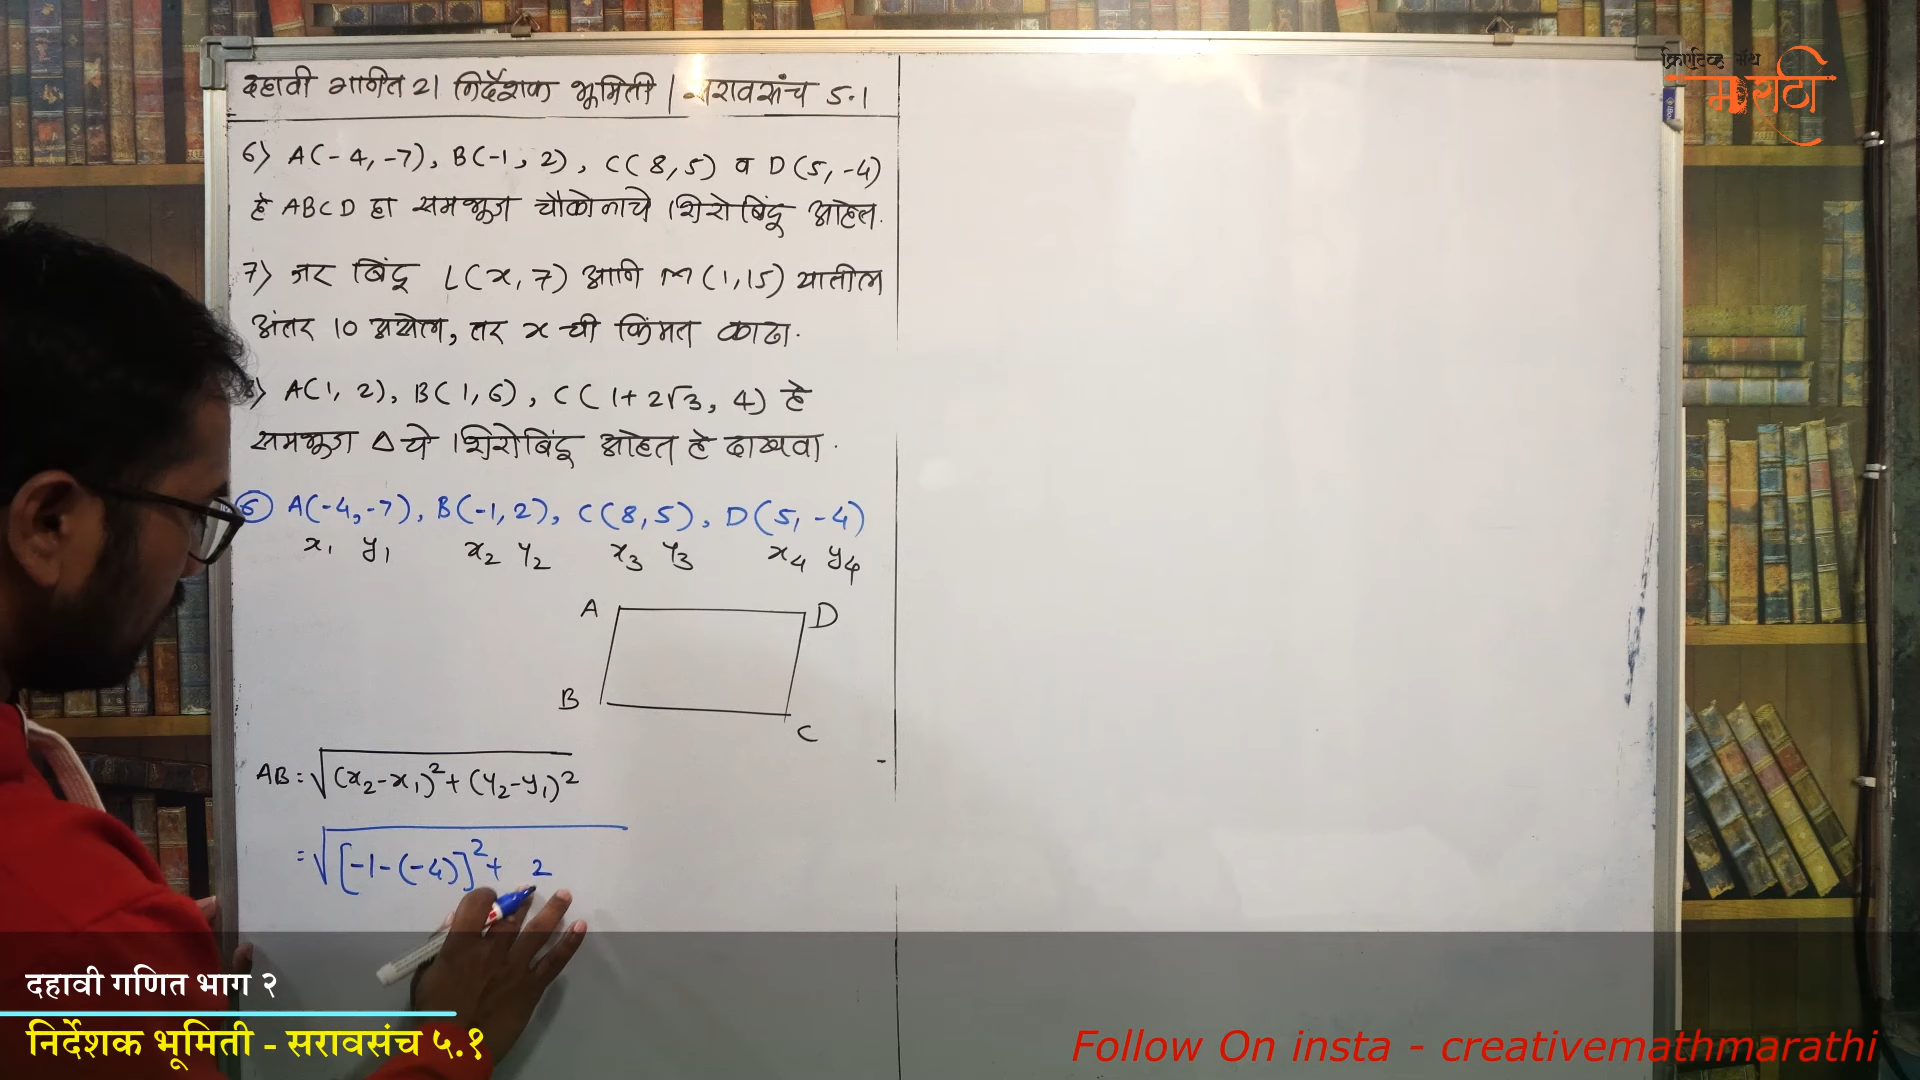 दहावी गणित 2| निर्देशक भूमिती | सरावसंच 5.1
6) A(-4, -7), B(-1, 2), C(8, 5) व D(5, -4)
हे ABCD हा समभूज चौकोनाचे शिरोबिंदू आहेत.
7) जर बिंदू L(x, 7) आणि M(1, 15) यातील
अंतर 10 असेल, तर x ची किंमत काढा.
8) A(1, 2), B(1, 6), C(1+2√3, 4) हे
समभूज △चे शिरोबिंदू आहेत हे दाखवा.
6 A(-4, -7), B(-1, 2), C(8, 5), D(5, -4)
x₁ y₁ x₂ y₂ x₃ y₃ x₄ y₄
A D
B
C
AB = √(x₂-x₁)²+(y₂-y₁)²
= √[-1-(-4)]²+ 2
क्रिएटिव्ह मॅथ
मराठी
दहावी गणित भाग २
निर्देशक भूमिती - सरावसंच ५.१
Follow On insta - creativemathmarathi